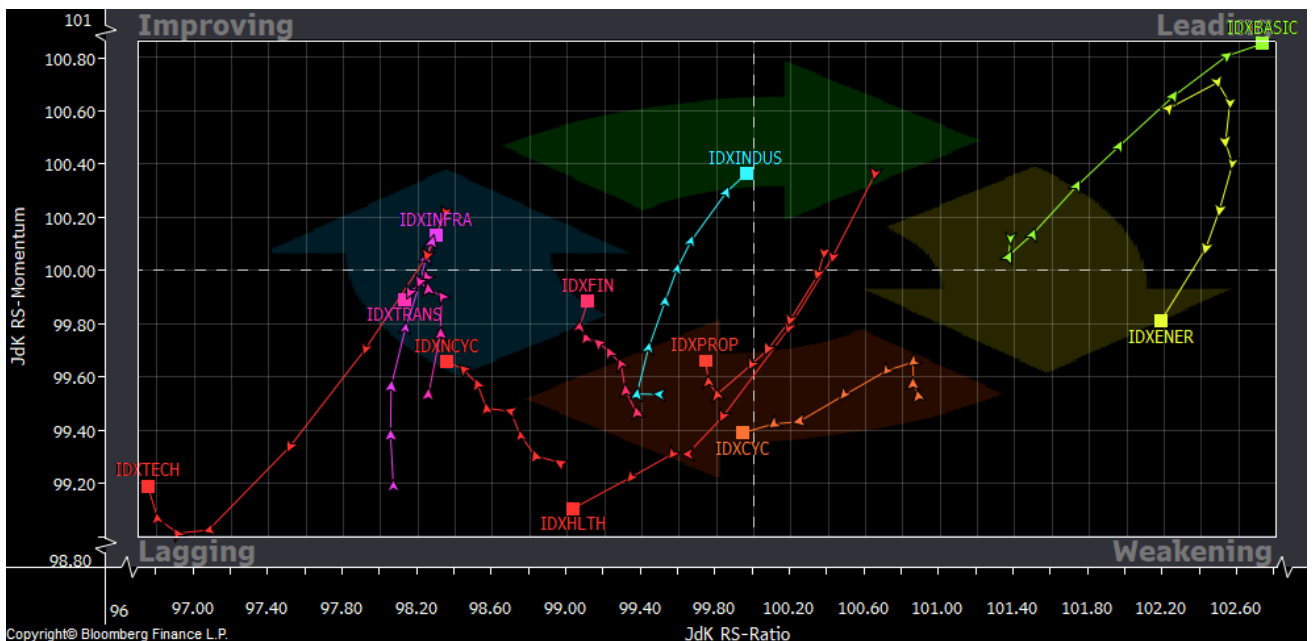 101
Improving
Leading
IDXBASIC
100.80
100.60
100.40
IDXINDUS
100.20
IDXINFRA
JdK RS-Momentum
100.00
IDXFIN
IDXTRANS
99.80
IDXENER
IDXPROP
IDXNCYC
99.60
99.40
IDXCYC
IDXTECH
99.20
IDXHLTH
98.80
Lagging
Weakening
96 97.00 97.40 97.80 98.20 98.60 99.00 99.40 99.80 100.20 100.60 101.00 101.40 101.80 102.20 102.60
Copyright© Bloomberg Finance L.P.
JdK RS-Ratio